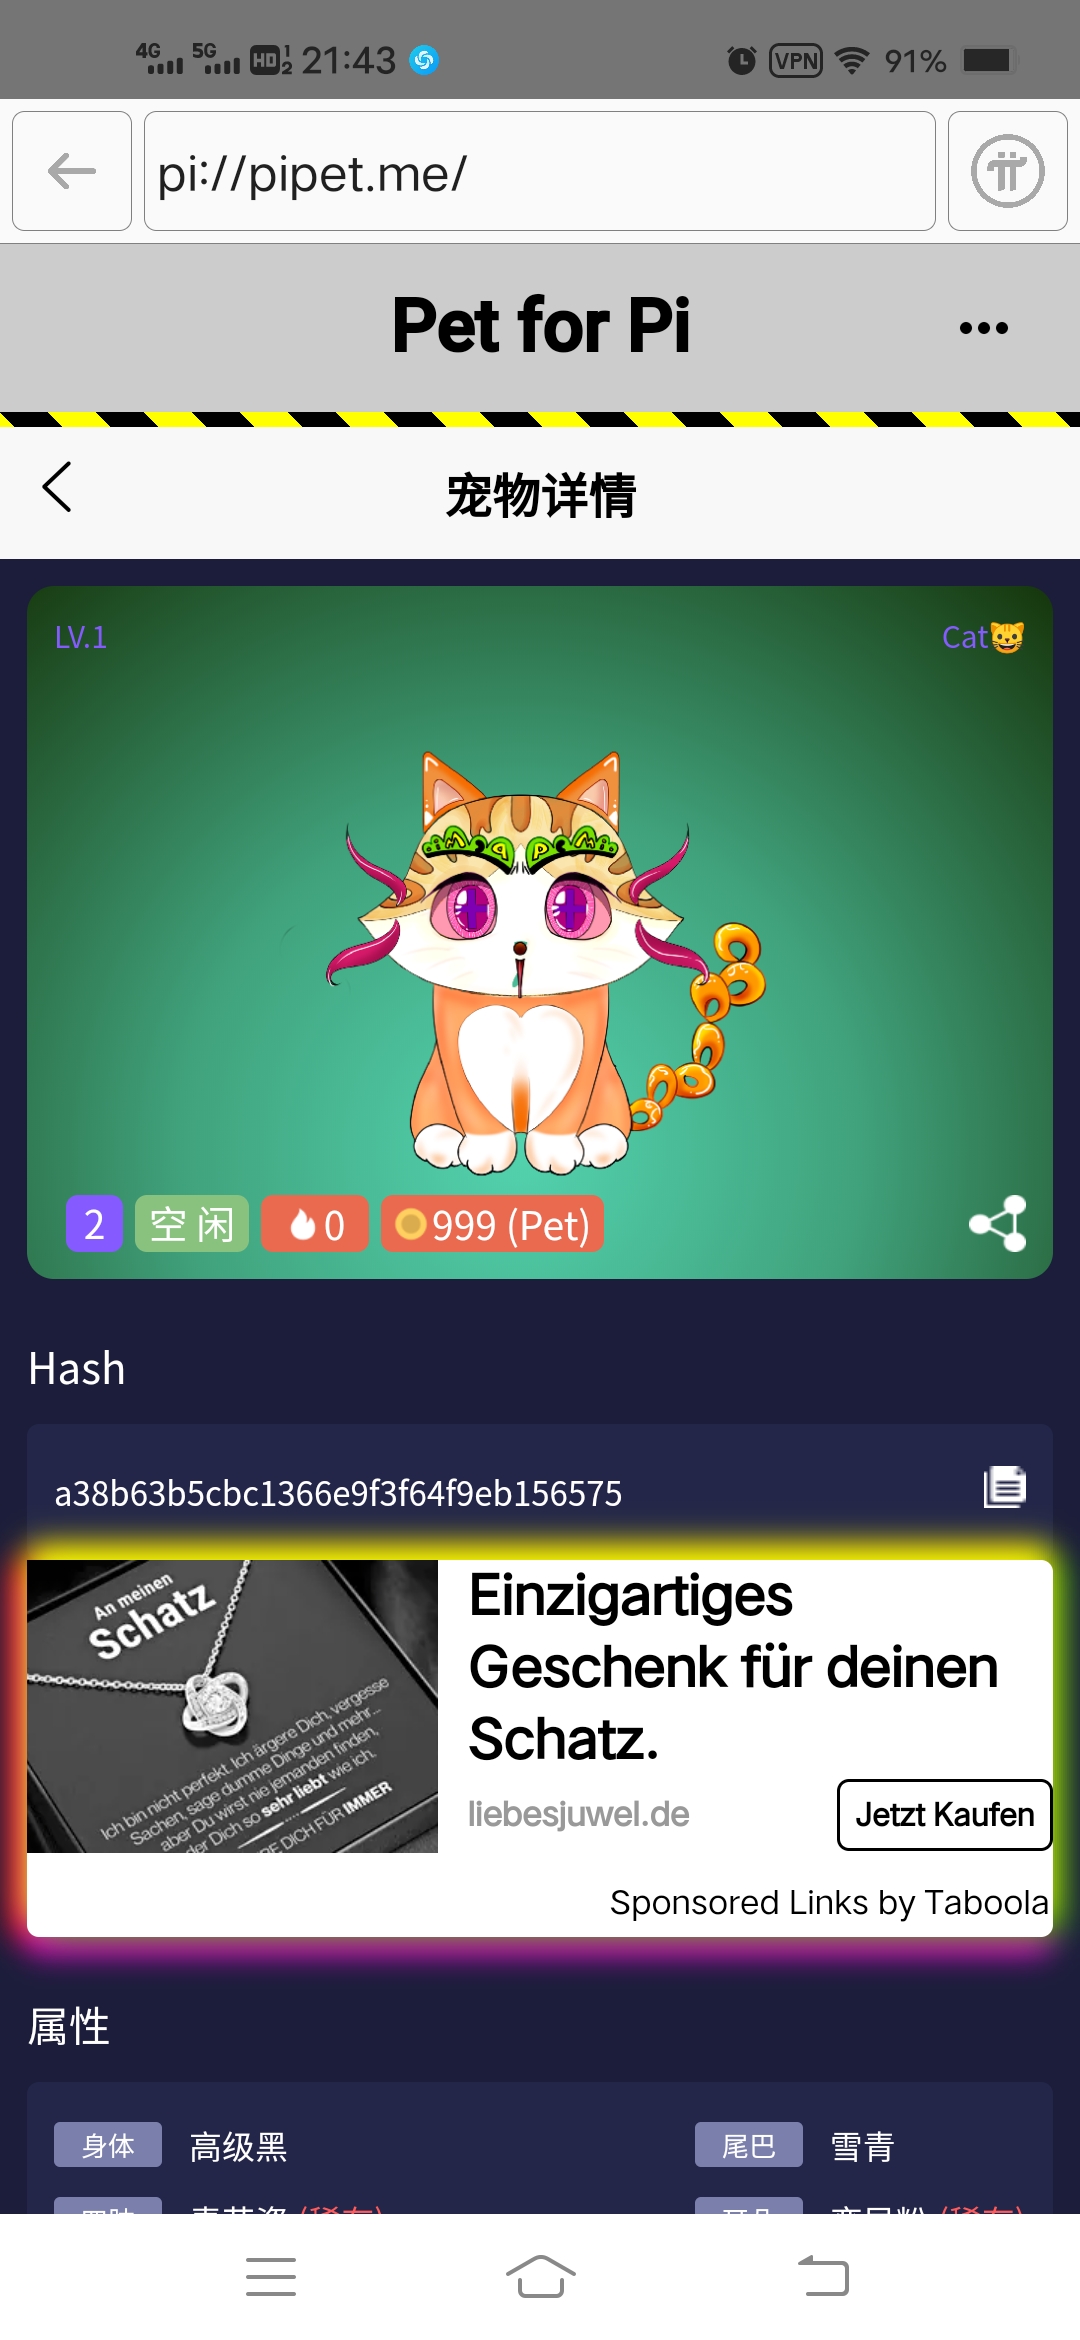 4G 5G HD 1 2 21:43 VPN 91%
pi://pipet.me/
Pet for Pi
宠物详情
LV.1 Cat
2 空 闲 0 999 (Pet)
Hash
a38b63b5cbc1366e9f3f64f9eb156575
An meinen
Schatz
Ich bin nicht perfekt. Ich ärgere Dich, vergesse
Sachen, sage dumme Dinge und mehr...
aber Du wirst nie jemanden finden,
der Dich so sehr liebt wie ich.
DICH FÜR IMMER
Einzigartiges
Geschenk für deinen
Schatz.
liebesjuwel.de
Jetzt Kaufen
Sponsored Links by Taboola
属性
身体 高级黑 尾巴 雪青